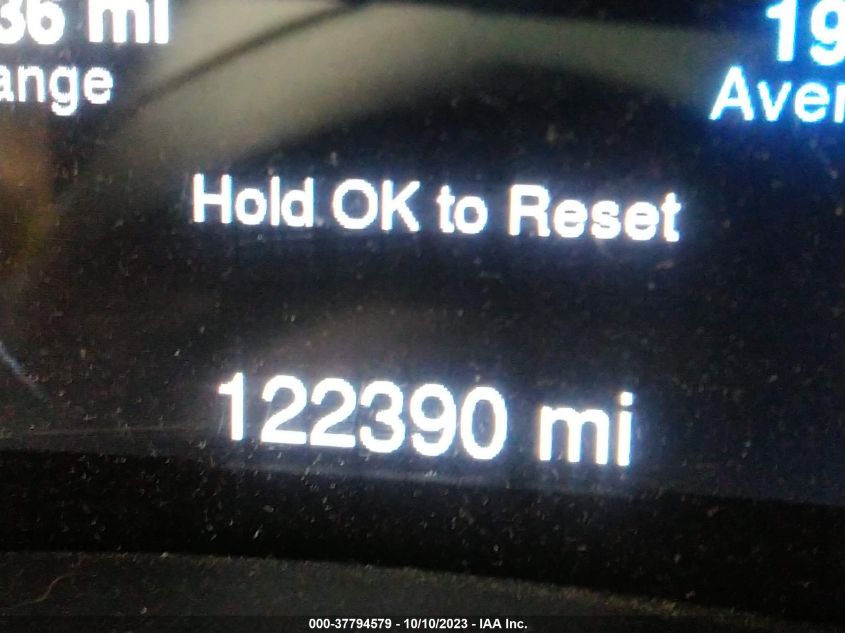 36 mi
ange
19
Aver
Hold OK to Reset
122390 mi
000-37794579 - 10/10/2023 - IAA Inc.